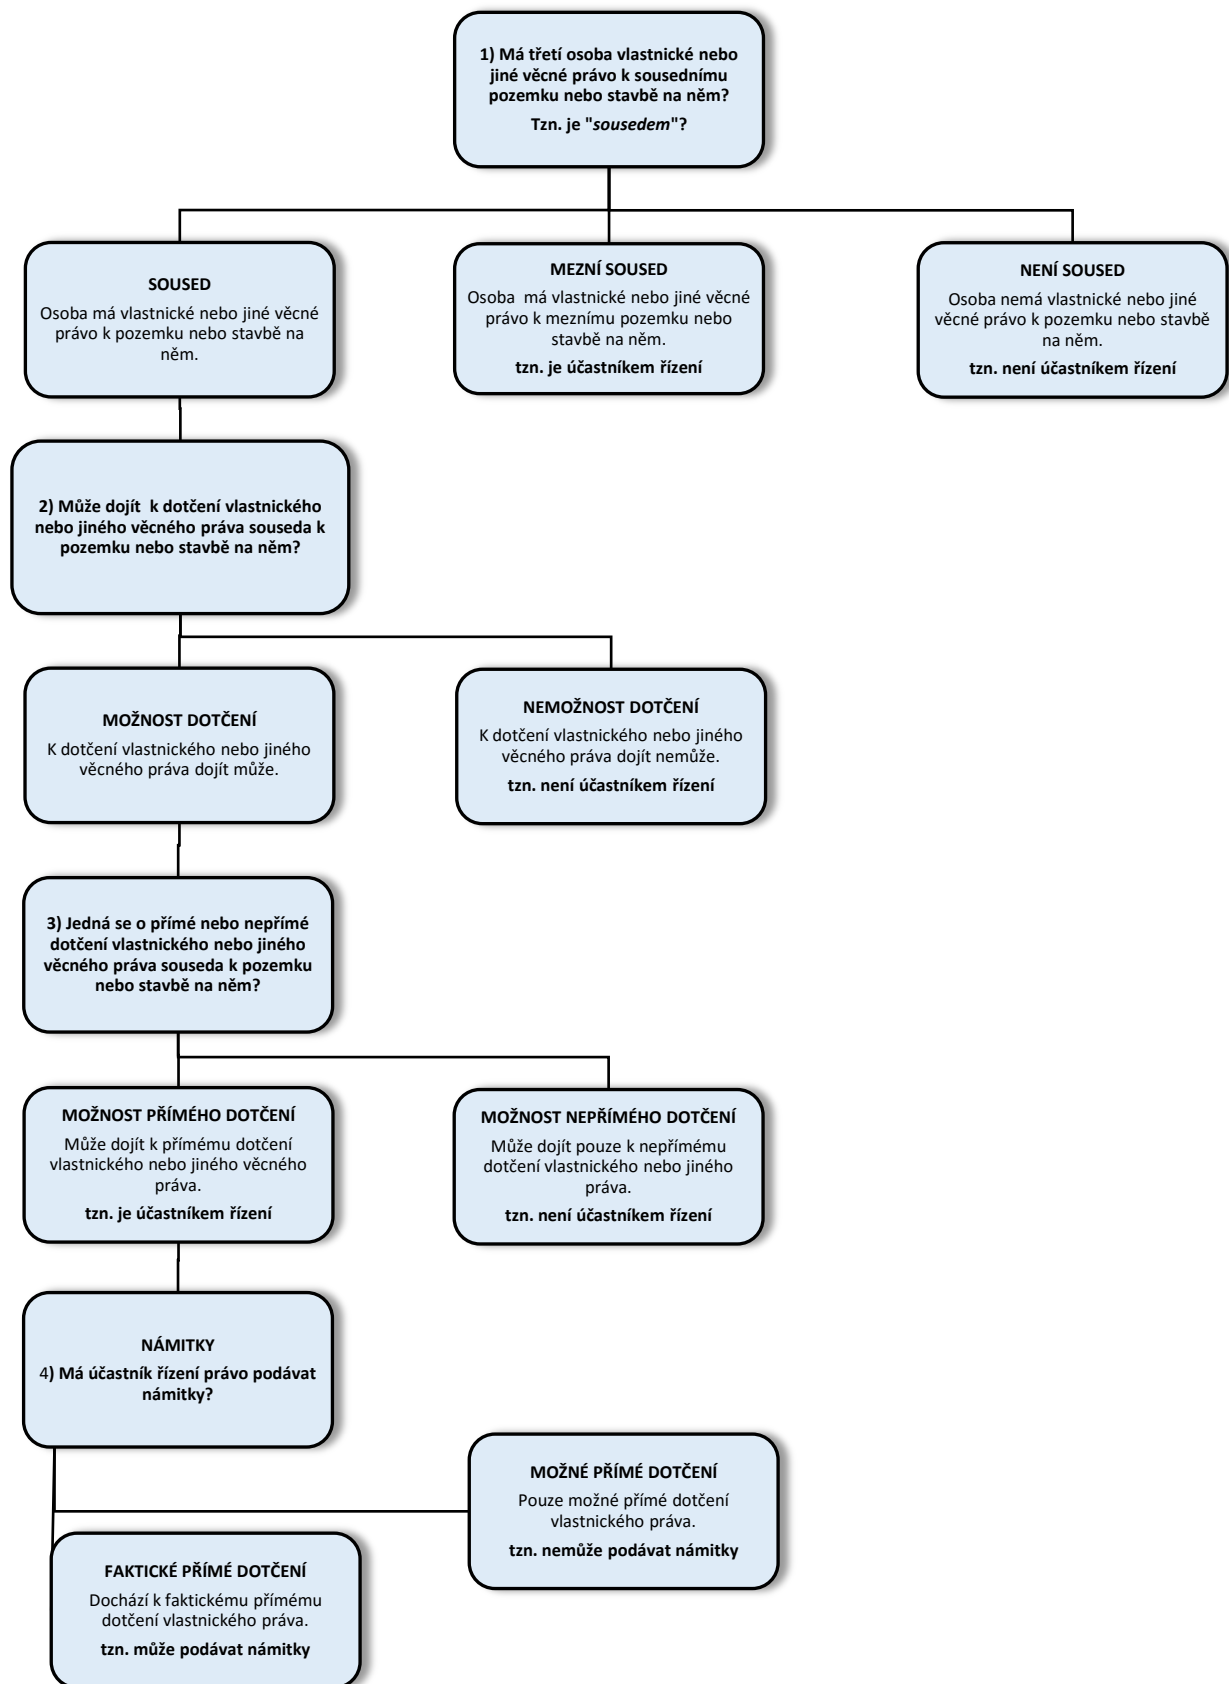 1) Má třetí osoba vlastnické nebo
jiné věcné právo k sousednímu
pozemku nebo stavbě na něm?
Tzn. je "sousedem"?
SOUSED
Osoba má vlastnické nebo jiné věcné
právo k pozemku nebo stavbě na
něm.
MEZNÍ SOUSED
Osoba má vlastnické nebo jiné věcné
právo k meznímu pozemku nebo
stavbě na něm.
tzn. je účastníkem řízení
NENÍ SOUSED
Osoba nemá vlastnické nebo jiné
věcné právo k pozemku nebo stavbě
na něm.
tzn. není účastníkem řízení
2) Může dojít k dotčení vlastnického
nebo jiného věcného práva souseda k
pozemku nebo stavbě na něm?
MOŽNOST DOTČENÍ
K dotčení vlastnického nebo jiného
věcného práva dojít může.
NEMOŽNOST DOTČENÍ
K dotčení vlastnického nebo jiného
věcného práva dojít nemůže.
tzn. není účastníkem řízení
3) Jedná se o přímé nebo nepřímé
dotčení vlastnického nebo jiného
věcného práva souseda k pozemku
nebo stavbě na něm?
MOŽNOST PŘÍMÉHO DOTČENÍ
Může dojít k přímému dotčení
vlastnického nebo jiného věcného
práva.
tzn. je účastníkem řízení
MOŽNOST NEPŘÍMÉHO DOTČENÍ
Může dojít pouze k nepřímému
dotčení vlastnického nebo jiného
práva.
tzn. není účastníkem řízení
NÁMITKY
4) Má účastník řízení právo podávat
námitky?
MOŽNÉ PŘÍMÉ DOTČENÍ
Pouze možné přímé dotčení
vlastnického práva.
tzn. nemůže podávat námitky
FAKTICKÉ PŘÍMÉ DOTČENÍ
Dochází k faktickému přímému
dotčení vlastnického práva.
tzn. může podávat námitky